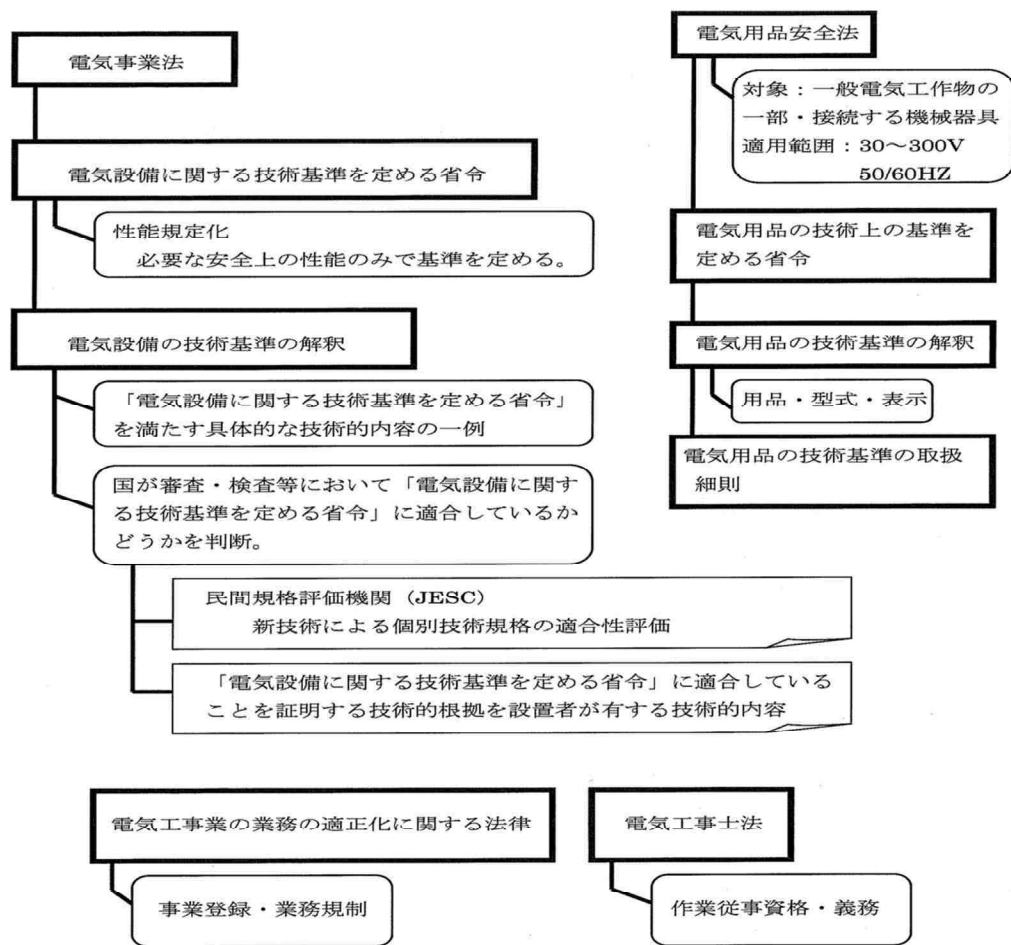 電気事業法
電気設備に関する技術基準を定める省令
性能規定化
必要な安全上の性能のみで基準を定める。
電気設備の技術基準の解釈
「電気設備に関する技術基準を定める省令」
を満たす具体的な技術的内容の一例
国が審査・検査等において「電気設備に関す
る技術基準を定める省令」に適合しているか
どうかを判断。
民間規格評価機関（JESC）
新技術による個別技術規格の適合性評価
「電気設備に関する技術基準を定める省令」に適合している
ことを証明する技術的根拠を設置者が有する技術的内容
電気用品安全法
対象：一般電気工作物の
一部・接続する機械器具
適用範囲：30～300V
50/60HZ
電気用品の技術上の基準を
定める省令
電気用品の技術基準の解釈
用品・型式・表示
電気用品の技術基準の取扱
細則
電気工事業の業務の適正化に関する法律
事業登録・業務規制
電気工事士法
作業従事資格・義務